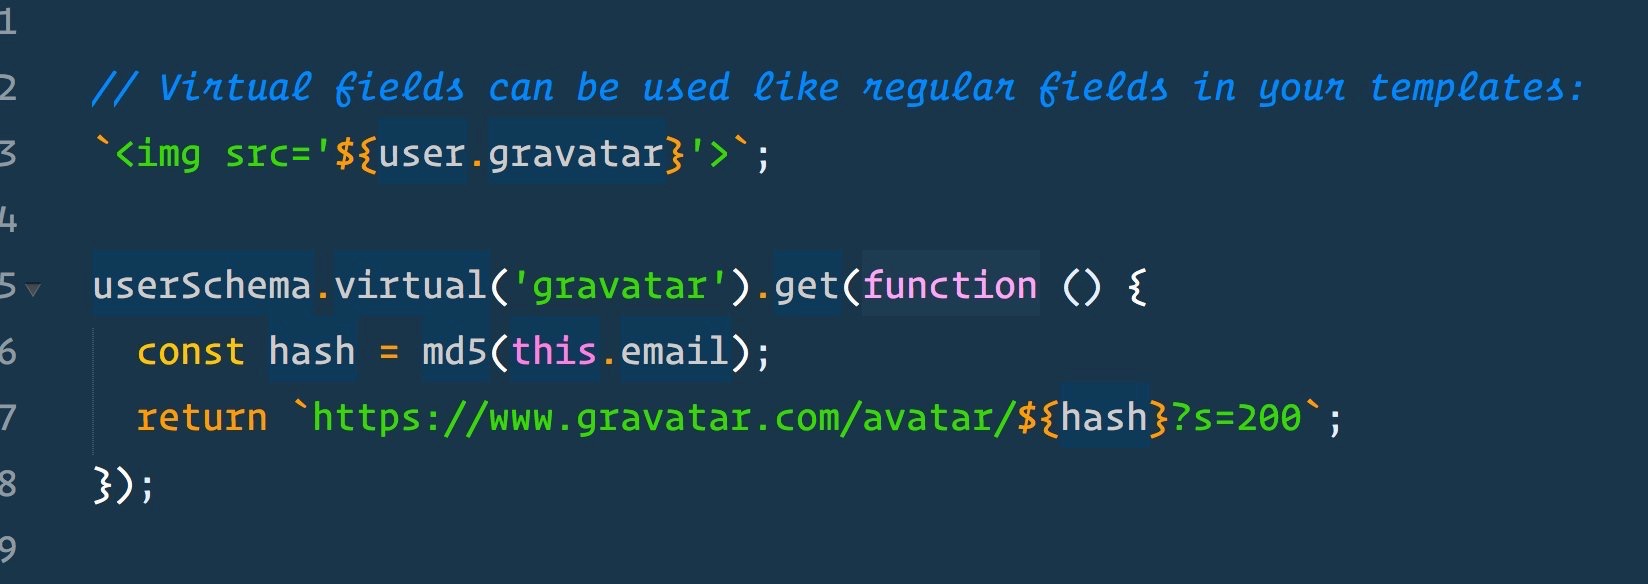 1
2 // Virtual fields can be used like regular fields in your templates:
3 `<img src='${user.gravatar}'>`;
4
5 userSchema.virtual('gravatar').get(function () {
6   const hash = md5(this.email);
7   return `https://www.gravatar.com/avatar/${hash}?s=200`;
8 });
9